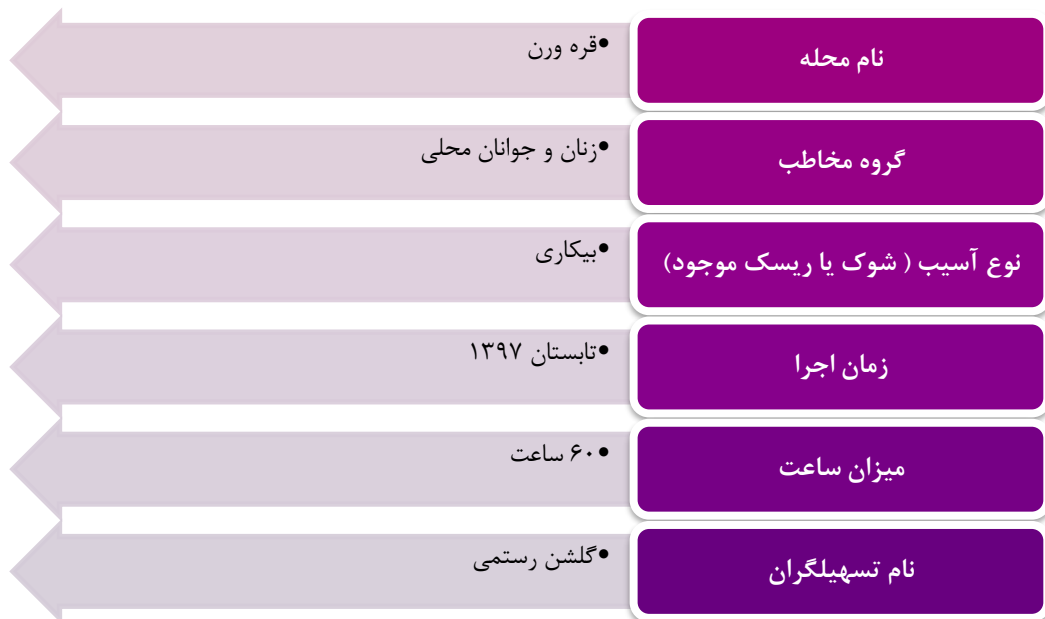 نام محله
•قره ورن
گروه مخاطب
•زنان و جوانان محلی
نوع آسیب ( شوک یا ریسک موجود)
•بیکاری
زمان اجرا
•تابستان ۱۳۹۷
میزان ساعت
•۶۰ ساعت
نام تسهیلگران
•گلشن رستمی